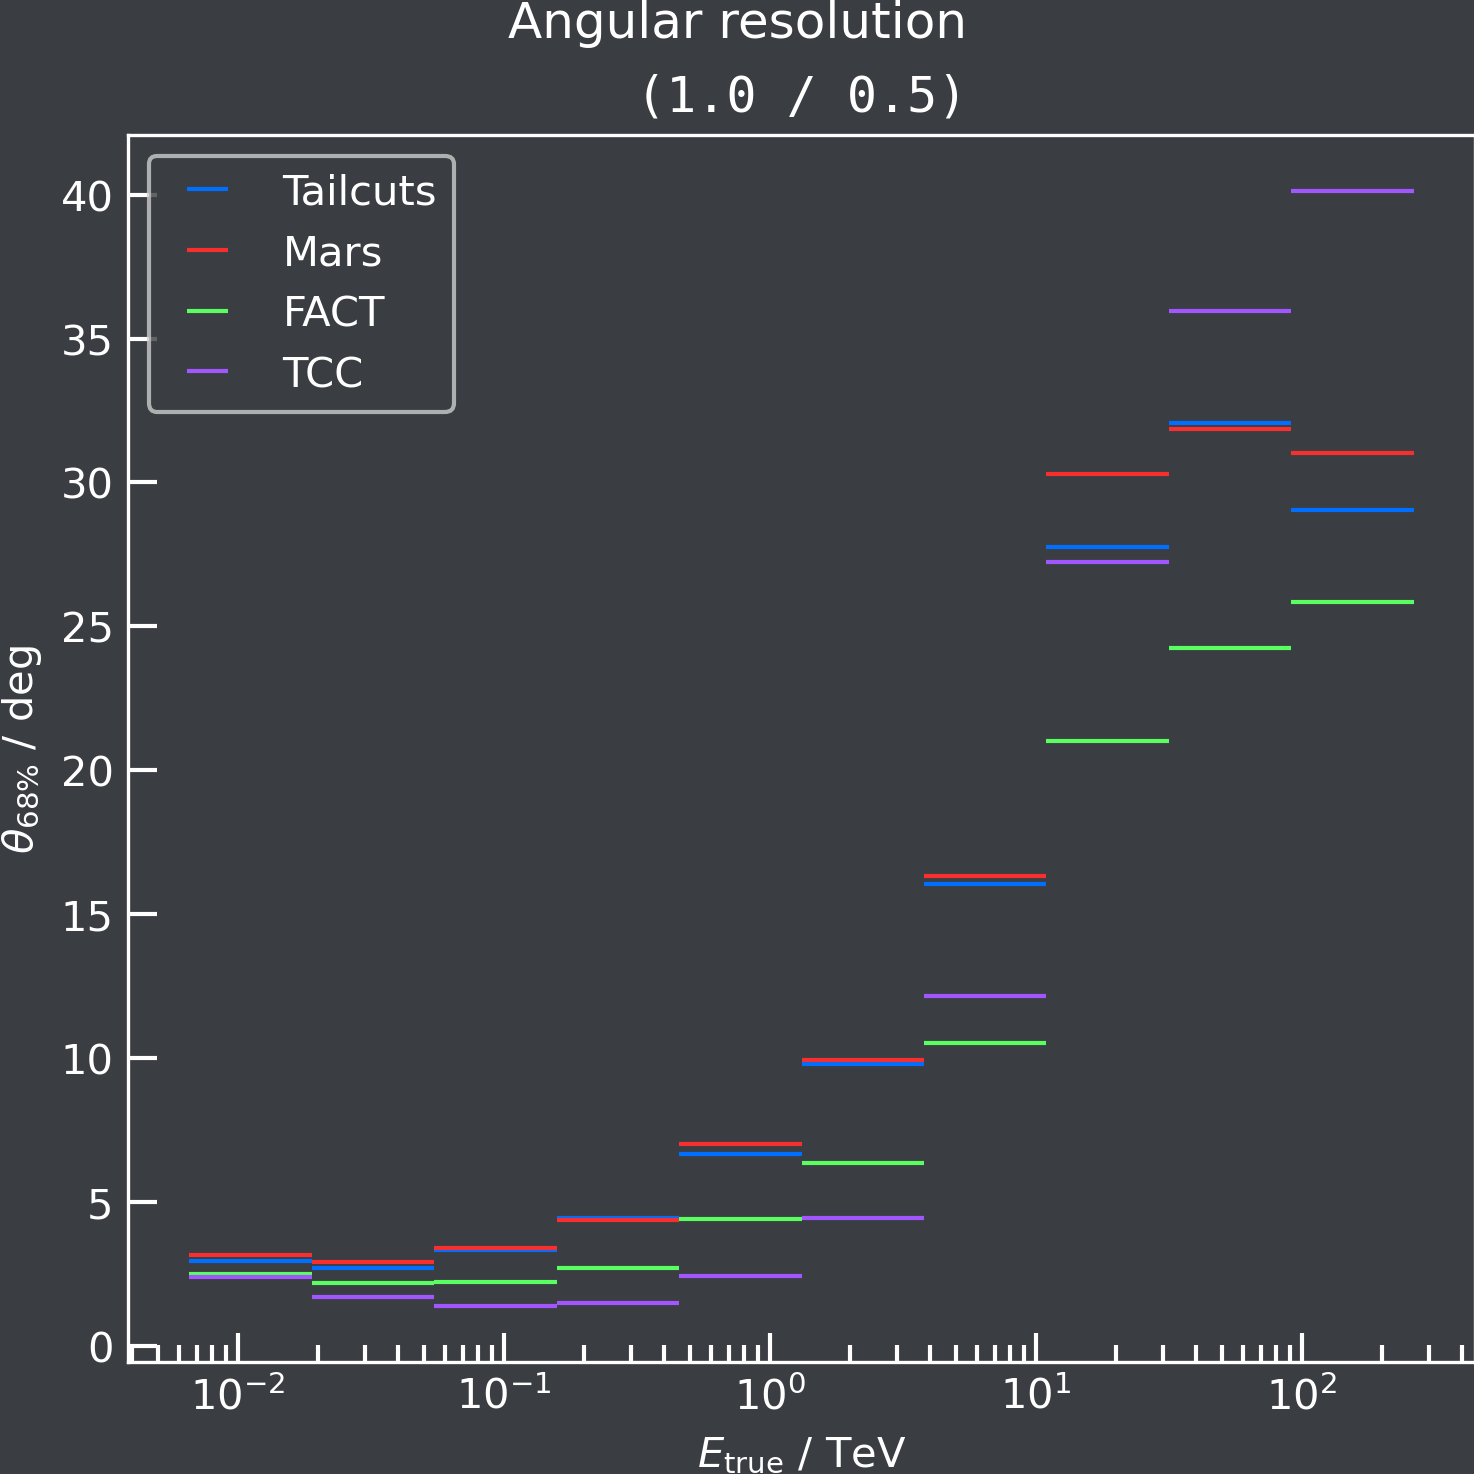 Angular resolution
(1.0 / 0.5)
Tailcuts
Mars
FACT
TCC
40
35
30
25
20
15
10
5
0
θ68% / deg
10−2 10−1 100 101 102
Etrue / TeV